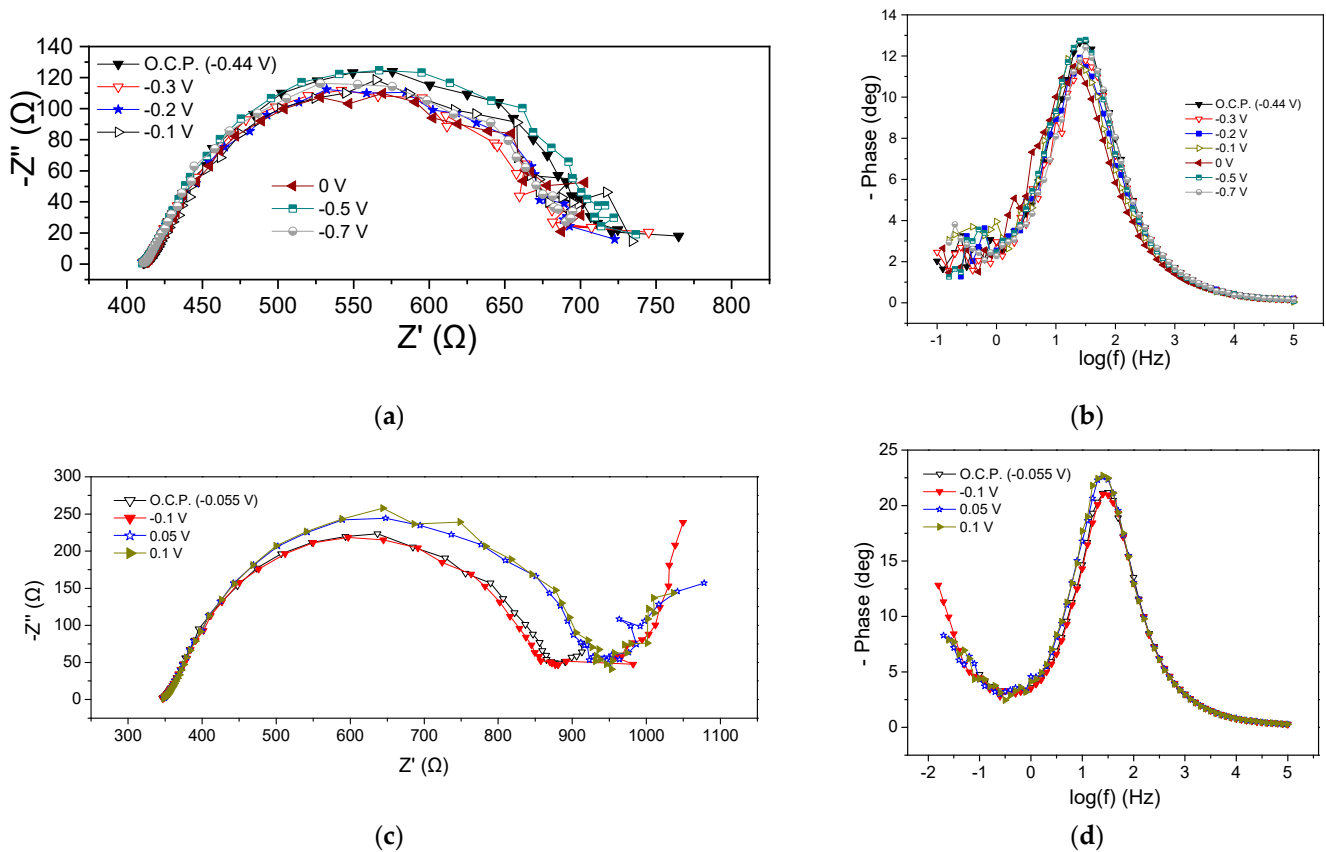 140
120
100
80
60
40
20
0
-Z'' (Ω)
O.C.P. (-0.44 V)
-0.3 V
-0.2 V
-0.1 V
0 V
-0.5 V
-0.7 V
400 450 500 550 600 650 700 750 800
Z' (Ω)
(a)
14
12
10
8
6
4
2
0
- Phase (deg)
O.C.P. (-0.44 V)
-0.3 V
-0.2 V
-0.1 V
0 V
-0.5 V
-0.7 V
-1 0 1 2 3 4 5
log(f) (Hz)
(b)
300
250
200
150
100
50
0
-Z'' (Ω)
O.C.P. (-0.055 V)
-0.1 V
0.05 V
0.1 V
300 400 500 600 700 800 900 1000 1100
Z' (Ω)
(c)
25
20
15
10
5
0
- Phase (deg)
O.C.P. (-0.055 V)
-0.1 V
0.05 V
0.1 V
-2 -1 0 1 2 3 4 5
log(f) (Hz)
(d)